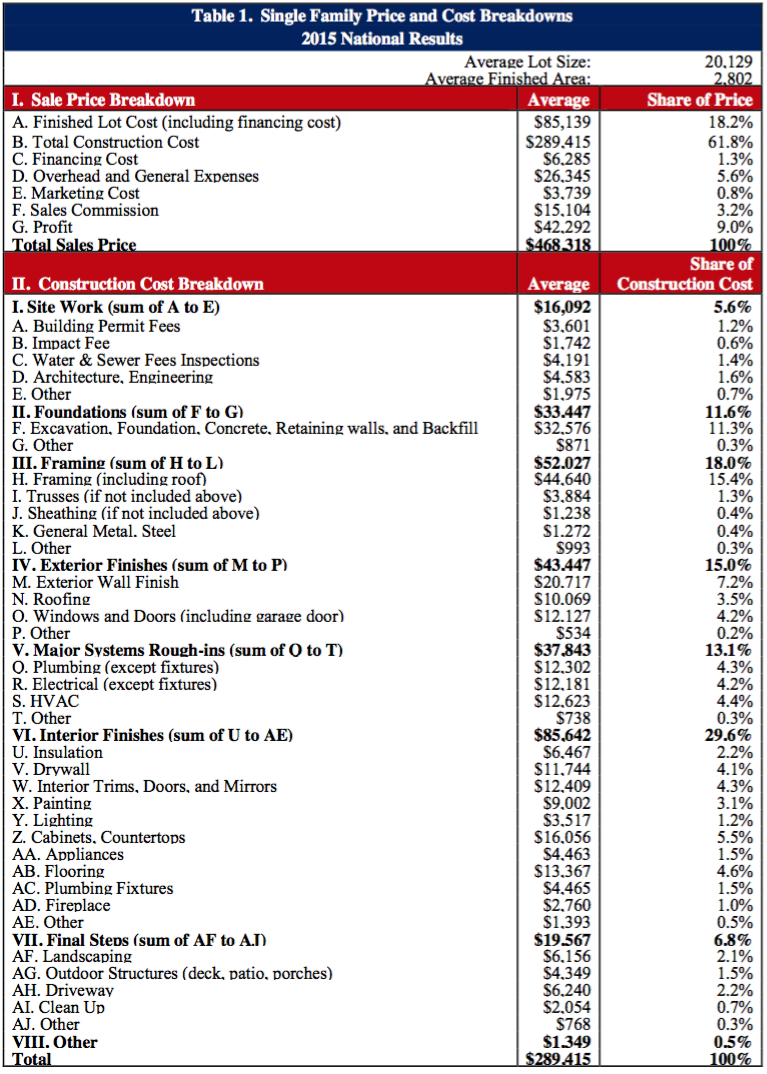 Table 1. Single Family Price and Cost Breakdowns
2015 National Results
Average Lot Size: 20,129
Average Finished Area: 2,802
I. Sale Price Breakdown Average Share of Price
A. Finished Lot Cost (including financing cost) $85,139 18.2%
B. Total Construction Cost $289,415 61.8%
C. Financing Cost $6,285 1.3%
D. Overhead and General Expenses $26,345 5.6%
E. Marketing Cost $3,739 0.8%
F. Sales Commission $15,104 3.2%
G. Profit $42,292 9.0%
Total Sales Price $468,318 100%
Share of
II. Construction Cost Breakdown Average Construction Cost
I. Site Work (sum of A to E) $16,092 5.6%
A. Building Permit Fees $3,601 1.2%
B. Impact Fee $1,742 0.6%
C. Water & Sewer Fees Inspections $4,191 1.4%
D. Architecture, Engineering $4,583 1.6%
E. Other $1,975 0.7%
II. Foundations (sum of F to G) $33,447 11.6%
F. Excavation, Foundation, Concrete, Retaining walls, and Backfill $32,576 11.3%
G. Other $871 0.3%
III. Framing (sum of H to L) $52,027 18.0%
H. Framing (including roof) $44,640 15.4%
I. Trusses (if not included above) $3,884 1.3%
J. Sheathing (if not included above) $1,238 0.4%
K. General Metal, Steel $1,272 0.4%
L. Other $993 0.3%
IV. Exterior Finishes (sum of M to P) $43,447 15.0%
M. Exterior Wall Finish $20,717 7.2%
N. Roofing $10,069 3.5%
O. Windows and Doors (including garage door) $12,127 4.2%
P. Other $534 0.2%
V. Major Systems Rough-ins (sum of Q to T) $37,843 13.1%
Q. Plumbing (except fixtures) $12,302 4.3%
R. Electrical (except fixtures) $12,181 4.2%
S. HVAC $12,623 4.4%
T. Other $738 0.3%
VI. Interior Finishes (sum of U to AE) $85,642 29.6%
U. Insulation $6,467 2.2%
V. Drywall $11,744 4.1%
W. Interior Trims, Doors, and Mirrors $12,409 4.3%
X. Painting $9,002 3.1%
Y. Lighting $3,517 1.2%
Z. Cabinets, Countertops $16,056 5.5%
AA. Appliances $4,463 1.5%
AB. Flooring $13,367 4.6%
AC. Plumbing Fixtures $4,465 1.5%
AD. Fireplace $2,760 1.0%
AE. Other $1,393 0.5%
VII. Final Steps (sum of AF to AJ) $19,567 6.8%
AF. Landscaping $6,156 2.1%
AG. Outdoor Structures (deck, patio, porches) $4,349 1.5%
AH. Driveway $6,240 2.2%
AI. Clean Up $2,054 0.7%
AJ. Other $768 0.3%
VIII. Other $1,349 0.5%
Total $289,415 100%